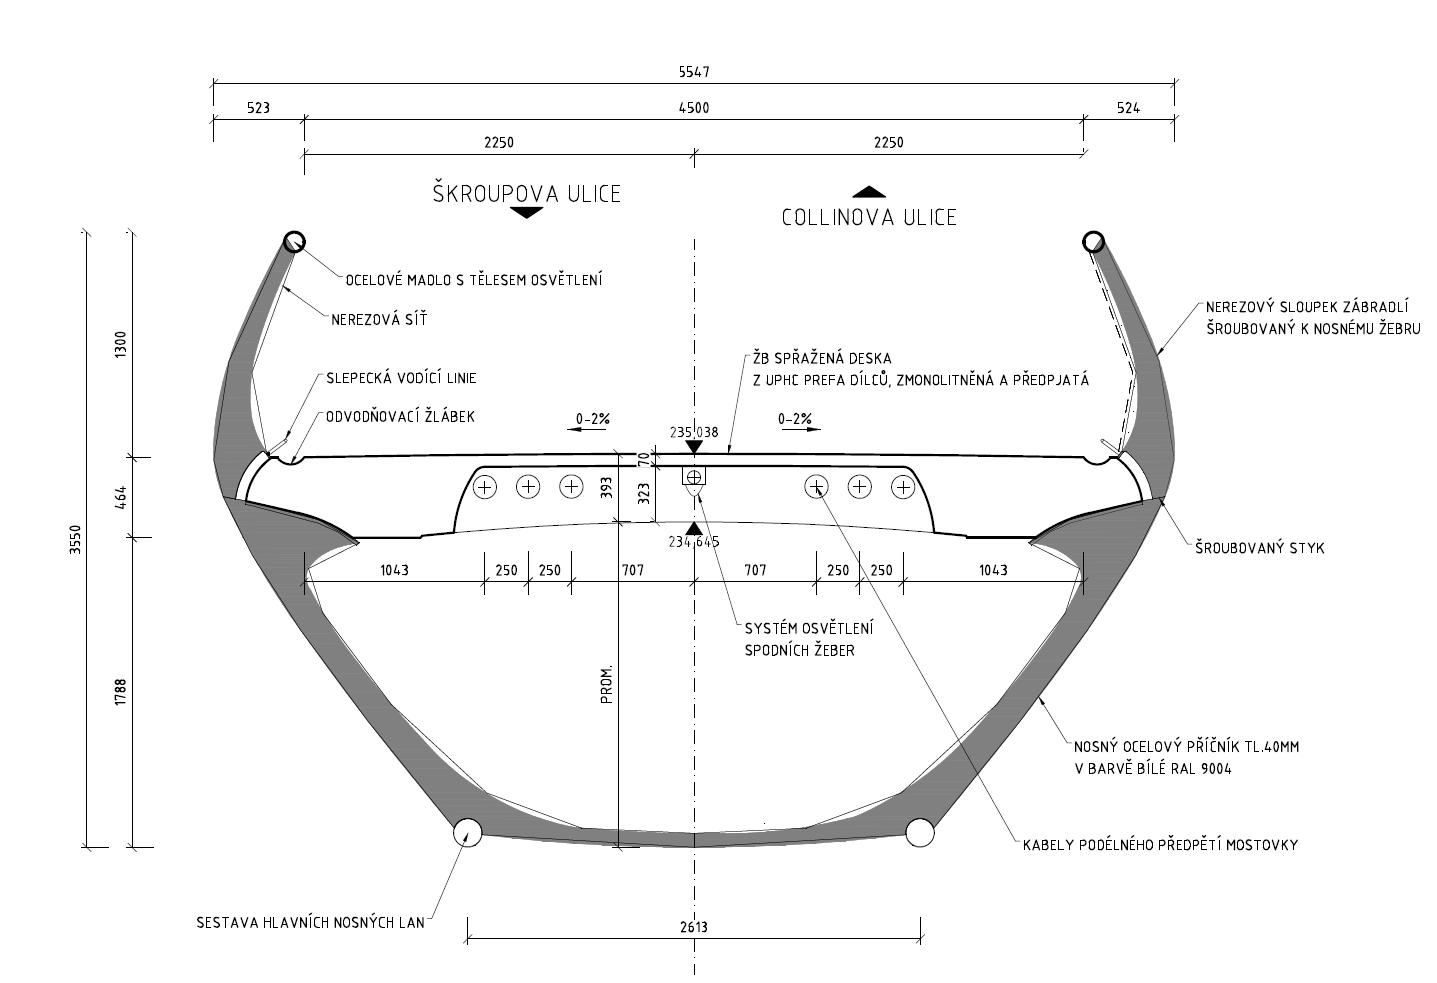 5547
523
4500
524
2250
2250
ŠKROUPOVA ULICE
COLLINOVA ULICE
OCELOVÉ MADLO S TĚLESEM OSVĚTLENÍ
NEREZOVÁ SÍŤ
NEREZOVÝ SLOUPEK ZÁBRADLÍ
ŠROUBOVANÝ K NOSNÉMU ŽEBRU
1300
ŽB SPŘAŽENÁ DESKA
Z UPHC PREFA DÍLCŮ, ZMONOLITNĚNÁ A PŘEDPJATÁ
SLEPECKÁ VODÍCÍ LINIE
ODVODŇOVACÍ ŽLÁBEK
0-2%
0-2%
235,038
70
393
323
464
3550
234,645
ŠROUBOVANÝ STYK
1043
250
250
707
707
250
250
1043
SYSTÉM OSVĚTLENÍ
SPODNÍCH ŽEBER
PROM.
1788
NOSNÝ OCELOVÝ PŘÍČNÍK TL.40MM
V BARVĚ BÍLÉ RAL 9004
KABELY PODÉLNÉHO PŘEDPĚTÍ MOSTOVKY
SESTAVA HLAVNÍCH NOSNÝCH LAN
2613